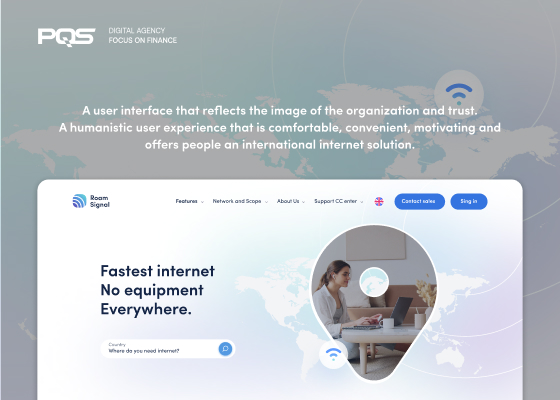 PQS
DIGITAL AGENCY
FOCUS ON FINANCE
A user interface that reflects the image of the organization and trust.
A humanistic user experience that is comfortable, convenient, motivating and
offers people an international internet solution.
Roam
Signal
Features
Network and Scope
About Us
Support CC enter
Contact sales
Sing in
Fastest internet
No equipment
Everywhere.
Country
Where do you need internet?